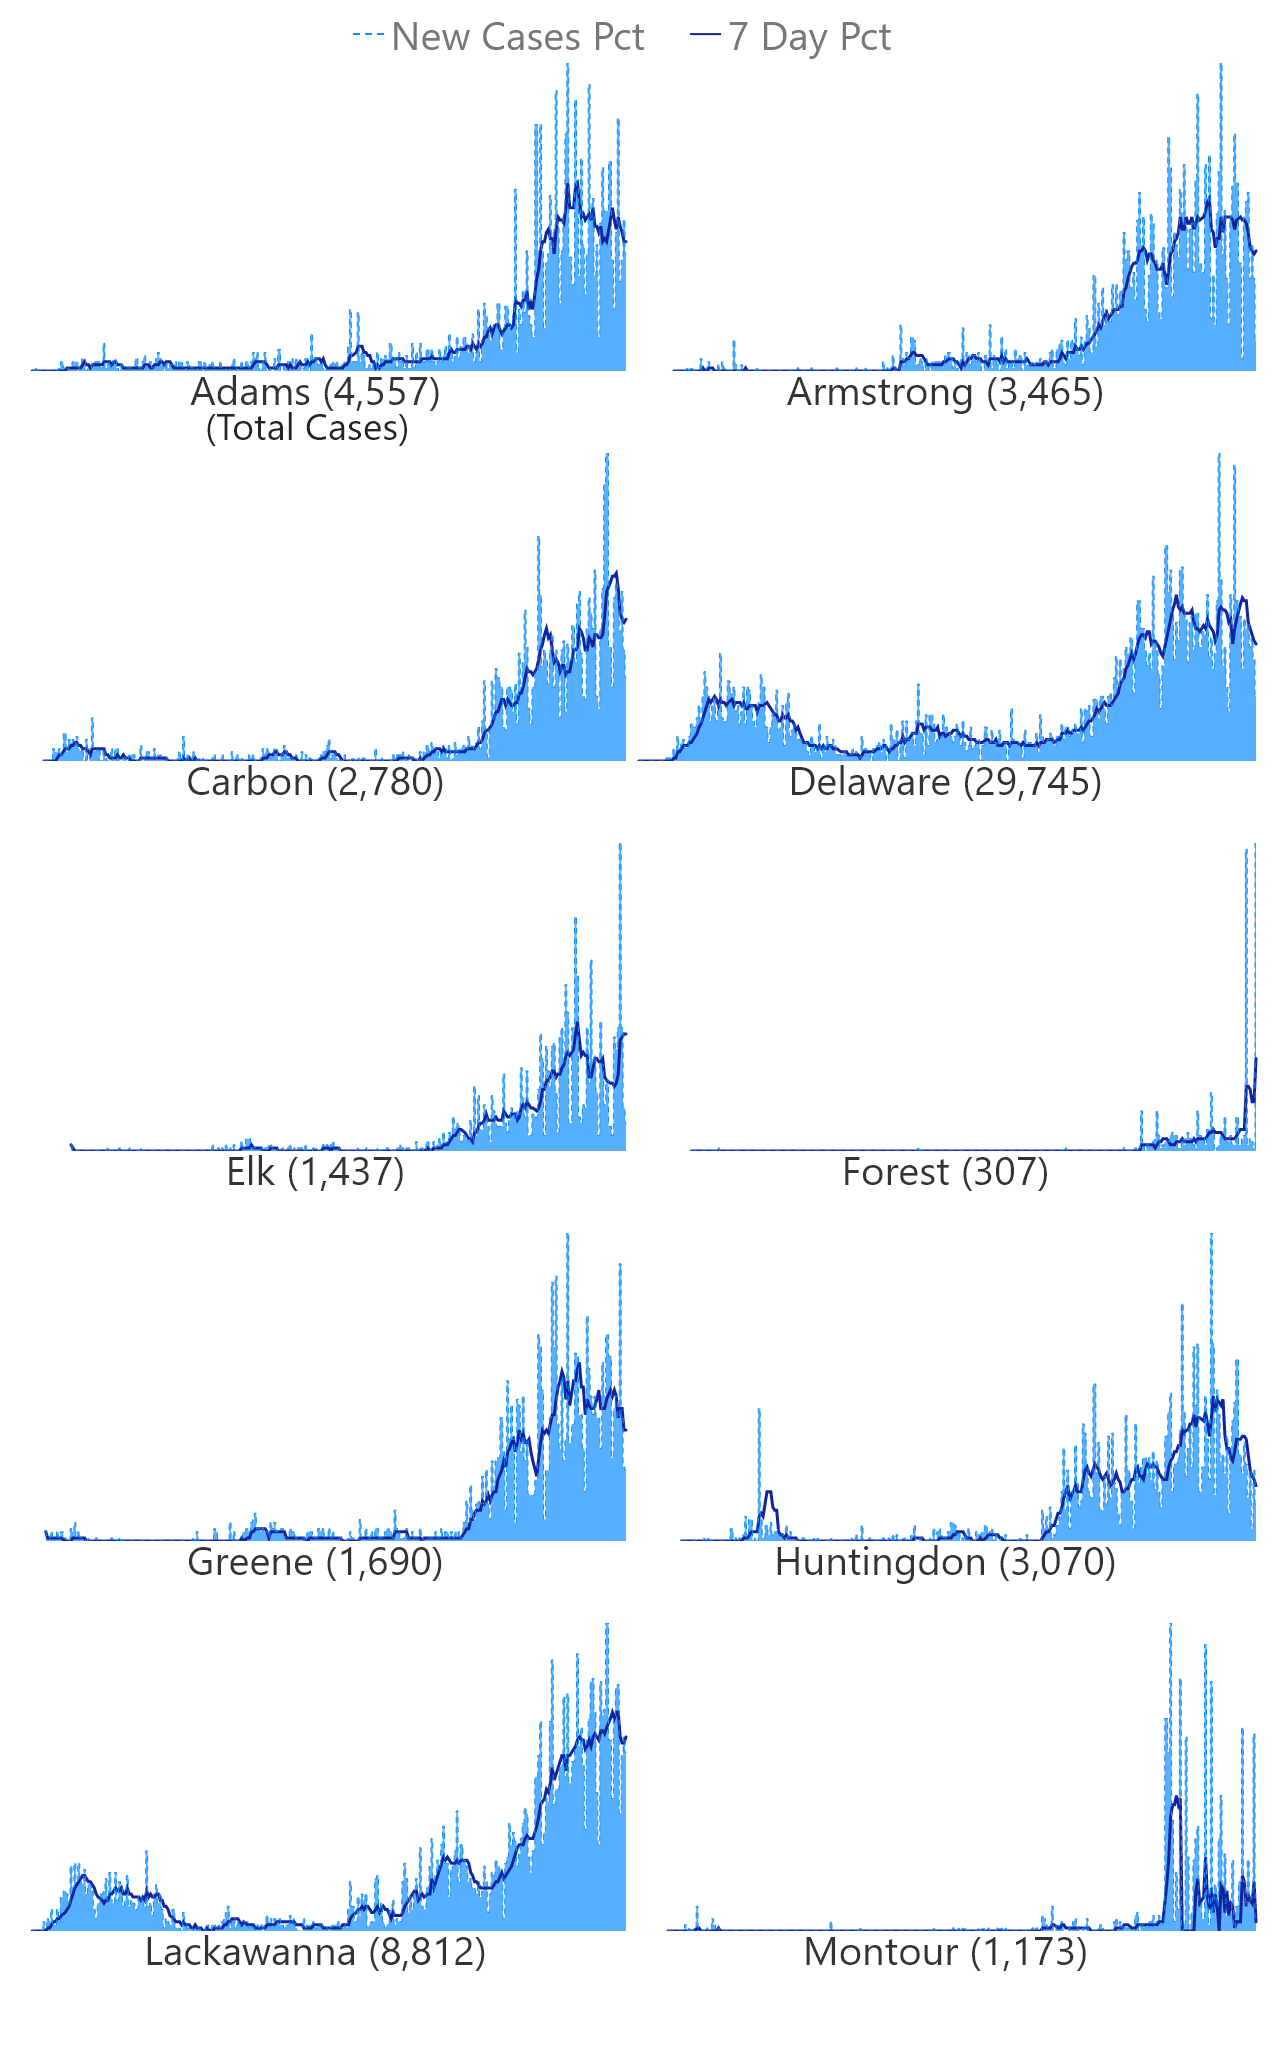 New Cases Pct 7 Day Pct
Adams (4,557) Armstrong (3,465)
(Total Cases)
Carbon (2,780) Delaware (29,745)
Elk (1,437) Forest (307)
Greene (1,690) Huntingdon (3,070)
Lackawanna (8,812) Montour (1,173)